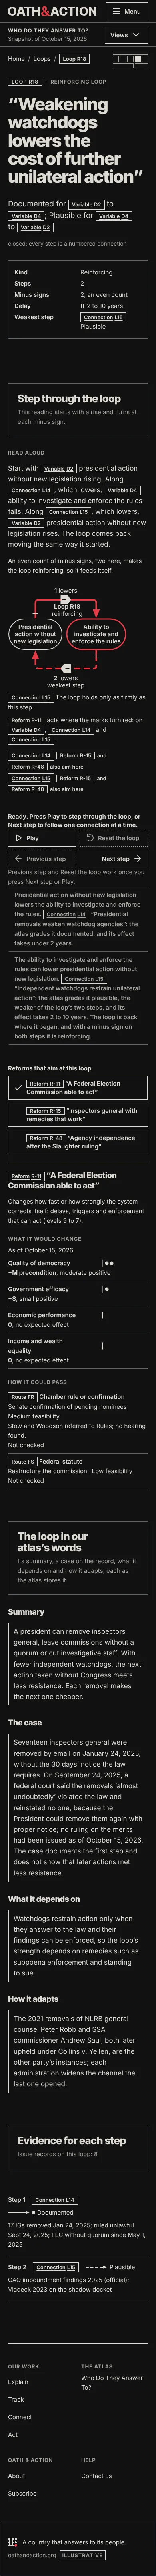 OATH&ACTION
Menu
WHO DO THEY ANSWER TO?
Snapshot of October 15, 2026
Views
Home / Loops / Loop R18
LOOP R18 · REINFORCING LOOP
“Weakening
watchdogs
lowers the
cost of further
unilateral action”
Documented for Variable D2 to
Variable D4; Plausible for Variable D4
to Variable D2
closed: every step is a numbered connection
Kind Reinforcing
Steps 2
Minus signs 2, an even count
Delay 2 to 10 years
Weakest step Connection L15
Plausible
Step through the loop
This reading starts with a rise and turns at
each minus sign.
READ ALOUD
Start with Variable D2 presidential action
without new legislation rising. Along
Connection L14, which lowers, Variable D4
ability to investigate and enforce the rules
falls. Along Connection L15, which lowers,
Variable D2 presidential action without new
legislation rises. The loop comes back
moving the same way it started.
An even count of minus signs, two here, makes
the loop reinforcing, so it feeds itself.
1 lowers
Loop R18
reinforcing
Presidential
action without
new legislation
Ability to
investigate and
enforce the rules
2 lowers
weakest step
Connection L15 The loop holds only as firmly as
this step.
Reform R-11 acts where the marks turn red: on
Variable D4, Connection L14 and
Connection L15.
Connection L14 Reform R-15 and
Reform R-48 also aim here
Connection L15 Reform R-15 and
Reform R-48 also aim here
Ready. Press Play to step through the loop, or
Next step to move one step at a time.
Play
Reset the loop
Previous step
Next step
Previous step and Reset the loop work once you
press Next step or Play.
Presidential action without new legislation
lowers the ability to investigate and enforce
the rules. Connection L14 “Presidential
removals weaken watchdog agencies”: the
atlas grades it documented, and its effect
takes under 2 years.
The ability to investigate and enforce the
rules can lower presidential action without
new legislation. Connection L15
“Independent watchdogs restrain unilateral
action”: the atlas grades it plausible, the
weaker of the loop’s two steps, and its
effect takes 2 to 10 years. The loop is back
where it began, and with a minus sign on
both steps it is reinforcing.
Reforms that aim at this loop
Reform R-11 “A Federal Election
Commission able to act”
Reform R-15 “Inspectors general with
remedies that work”
Reform R-48 “Agency independence
after the Slaughter ruling”
Reform R-11 “A Federal Election
Commission able to act”
Changes how fast or how strongly the system
corrects itself: delays, triggers and enforcement
that can act (levels 9 to 7).
WHAT IT WOULD CHANGE
As of October 15, 2026
Quality of democracy
+M precondition, moderate positive
Government efficacy
+S, small positive
Economic performance
0, no expected effect
Income and wealth
equality
0, no expected effect
HOW IT COULD PASS
Route FR Chamber rule or confirmation
Senate confirmation of pending nominees
Medium feasibility
Stow and Woodson referred to Rules; no hearing
found.
Not checked
Route FS Federal statute
Restructure the commission Low feasibility
Not checked
The loop in our
atlas’s words
Its summary, a case on the record, what it
depends on and how it adapts, each as
the atlas stores it.
Summary
A president can remove inspectors
general, leave commissions without a
quorum or cut investigative staff. With
fewer independent watchdogs, the next
action taken without Congress meets
less resistance. Each removal makes
the next one cheaper.
The case
Seventeen inspectors general were
removed by email on January 24, 2025,
without the 30 days’ notice the law
requires. On September 24, 2025, a
federal court said the removals ‘almost
undoubtedly’ violated the law and
reinstated no one, because the
President could remove them again with
proper notice; no ruling on the merits
had been issued as of October 15, 2026.
The case documents the first step and
does not show that later actions met
less resistance.
What it depends on
Watchdogs restrain action only when
they are bound to the law and their
findings can be enforced, so the loop’s
strength depends on remedies such as
subpoena enforcement and standing
to sue.
How it adapts
The 2021 removals of NLRB general
counsel Peter Robb and SSA
commissioner Andrew Saul, both later
upheld under Collins v. Yellen, are the
other party’s instances; each
administration widens the channel the
last one opened.
Evidence for each step
Issue records on this loop: 8
Step 1 Connection L14
Documented
17 IGs removed Jan 24, 2025; ruled unlawful
Sept 24, 2025; FEC without quorum since May 1,
2025
Step 2 Connection L15 Plausible
GAO impoundment findings 2025 (official);
Vladeck 2023 on the shadow docket
OUR WORK
Explain
Track
Connect
Act
THE ATLAS
Who Do They Answer
To?
OATH & ACTION
About
Subscribe
HELP
Contact us
A country that answers to its people.
oathandaction.org ILLUSTRATIVE